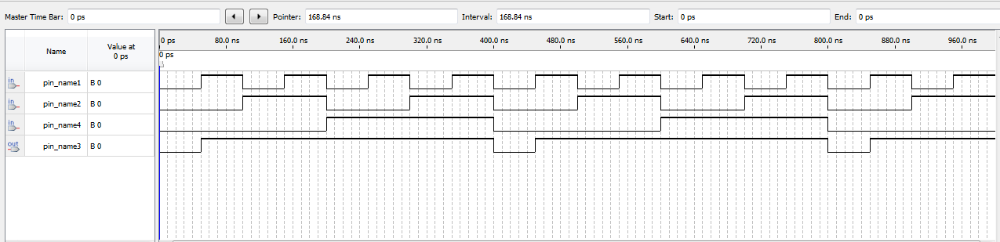 Master Time Bar: 0 ps Pointer: 168.84 ns Interval: 168.84 ns Start: 0 ps End: 0 ps
Name Value at 0 ps 0 ps 80.0 ns 160.0 ns 240.0 ns 320.0 ns 400.0 ns 480.0 ns 560.0 ns 640.0 ns 720.0 ns 800.0 ns 880.0 ns 960.0 ns
0 ps
in pin_name1 B 0
in pin_name2 B 0
in pin_name4 B 0
out pin_name3 B 0